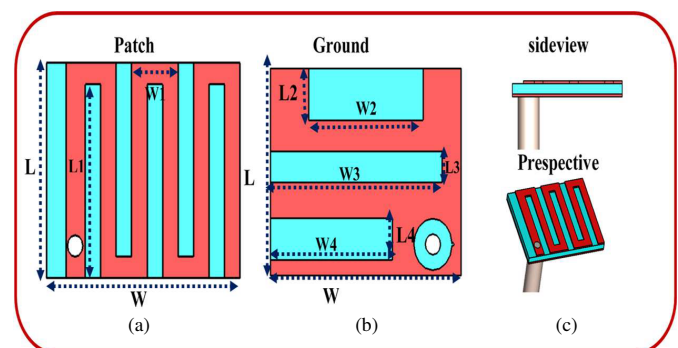 Patch
Ground
sideview
W1
L
L1
W
(a)
L2
W2
L
W3
L3
W4
L4
W
(b)
Prespective
(c)